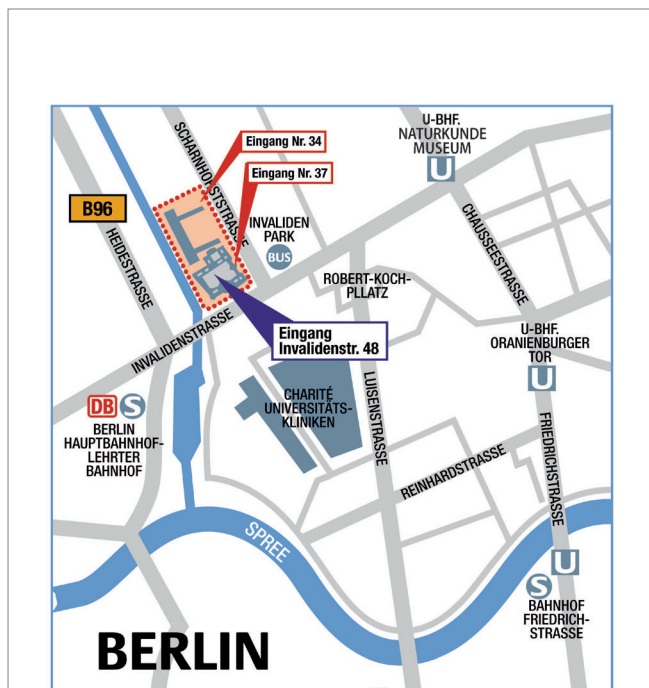 U-BHF.
NATURKUNDE
MUSEUM
U
SCHARNHORSTSTRASSE
Eingang Nr. 34
Eingang Nr. 37
B96
HEIDESTRASSE
INVALIDEN
PARK
BUS
CHAUSSEESTRASSE
ROBERT-KOCH-
PLLATZ
INVALIDENSTRASSE
Eingang
Invalidenstr. 48
U-BHF.
ORANIENBURGER
TOR
U
DB S
BERLIN
HAUPTBAHNHOF-
LEHRTER
BAHNHOF
CHARITÉ
UNIVERSITÄTS-
KLINIKEN
LUISENSTRASSE
REINHARDSTRASSE
FRIEDRICHSTRASSE
SPREE
U
S
BAHNHOF
FRIEDRICH-
STRASSE
BERLIN